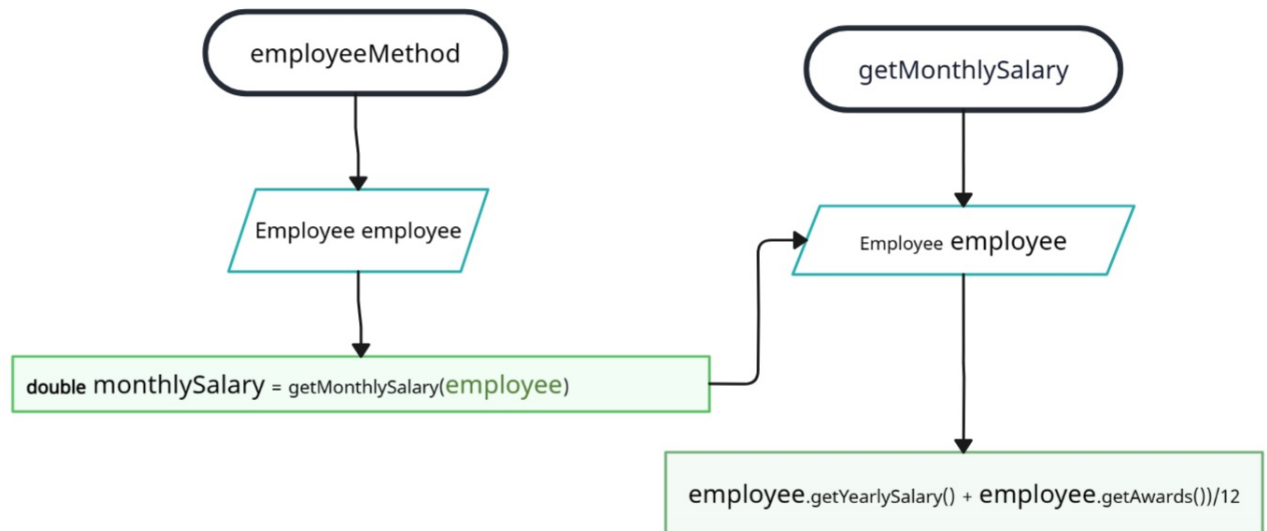 employeeMethod
getMonthlySalary
Employee employee
Employee employee
double monthlySalary = getMonthlySalary(employee)
employee.getYearlySalary() + employee.getAwards())/12